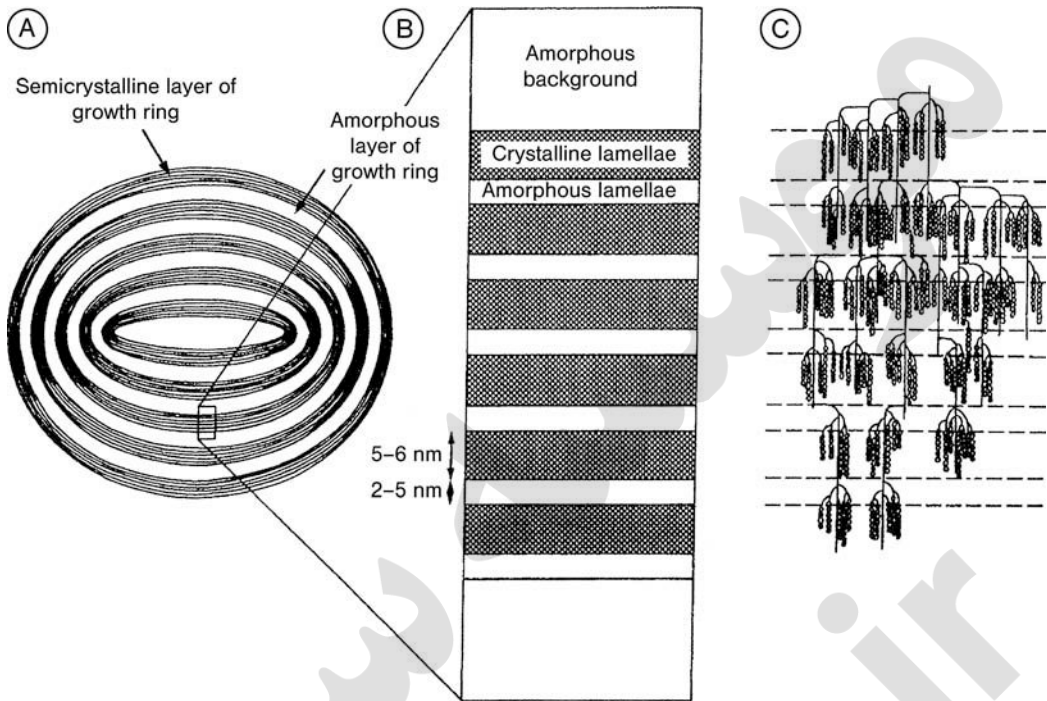 A
B
C
Semicrystalline layer of
growth ring
Amorphous
layer of
growth ring
Amorphous
background
Crystalline lamellae
Amorphous lamellae
5–6 nm
2–5 nm
ir